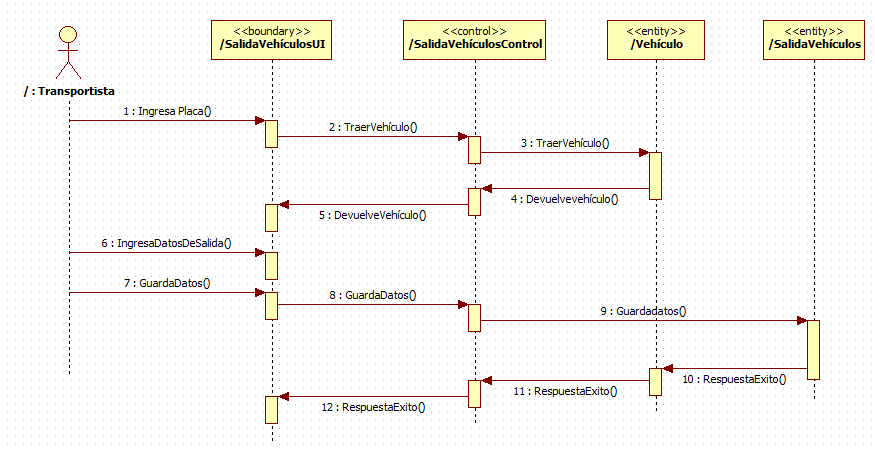 <<boundary>>
/SalidaVehículosUI
<<control>>
/SalidaVehículosControl
<<entity>>
/Vehículo
<<entity>>
/SalidaVehículos
/ : Transportista
1 : Ingresa Placa()
2 : TraerVehículo()
3 : TraerVehículo()
4 : Devuelvevehículo()
5 : DevuelveVehículo()
6 : IngresaDatosDeSalida()
7 : GuardaDatos()
8 : GuardaDatos()
9 : Guardadatos()
10 : RespuestaExito()
11 : RespuestaExito()
12 : RespuestaExito()